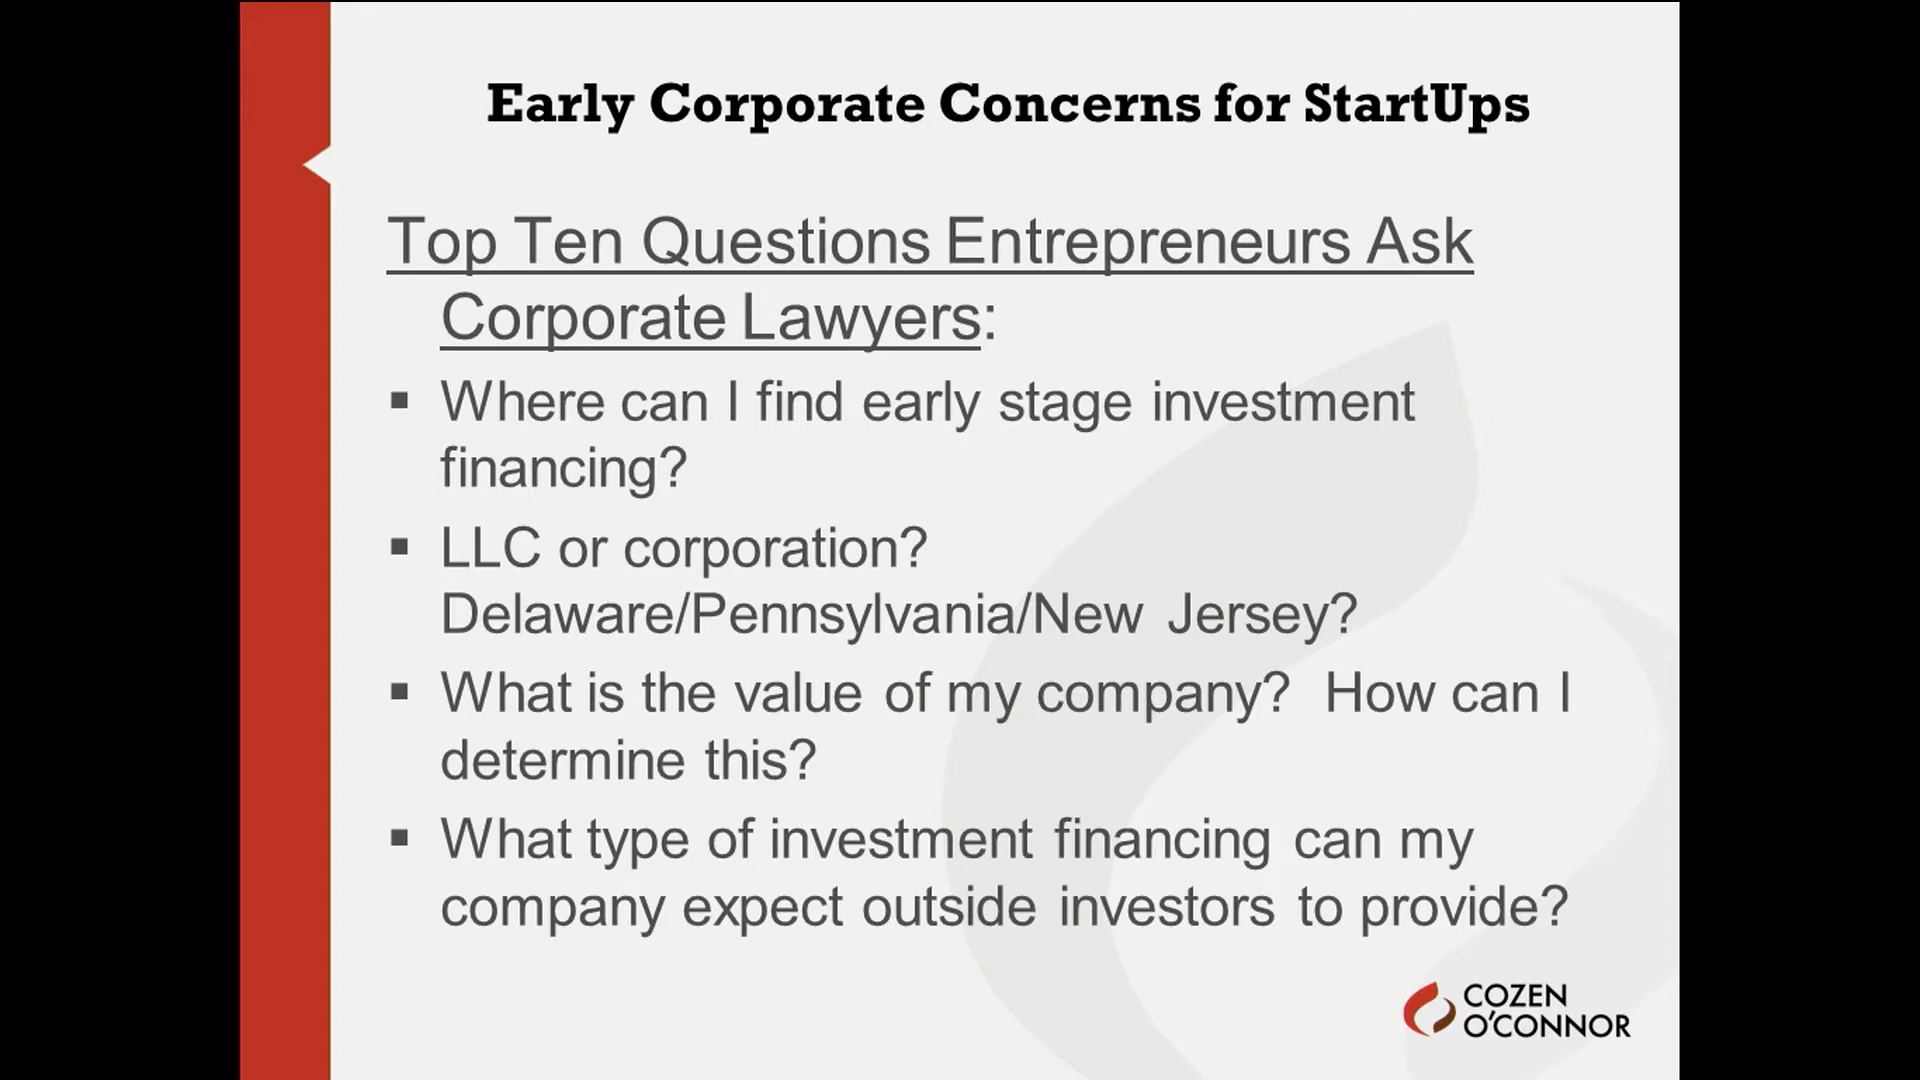 Early Corporate Concerns for StartUps
Top Ten Questions Entrepreneurs Ask
Corporate Lawyers:
▪ Where can I find early stage investment
financing?
▪ LLC or corporation?
Delaware/Pennsylvania/New Jersey?
▪ What is the value of my company? How can I
determine this?
▪ What type of investment financing can my
company expect outside investors to provide?
COZEN
O'CONNOR